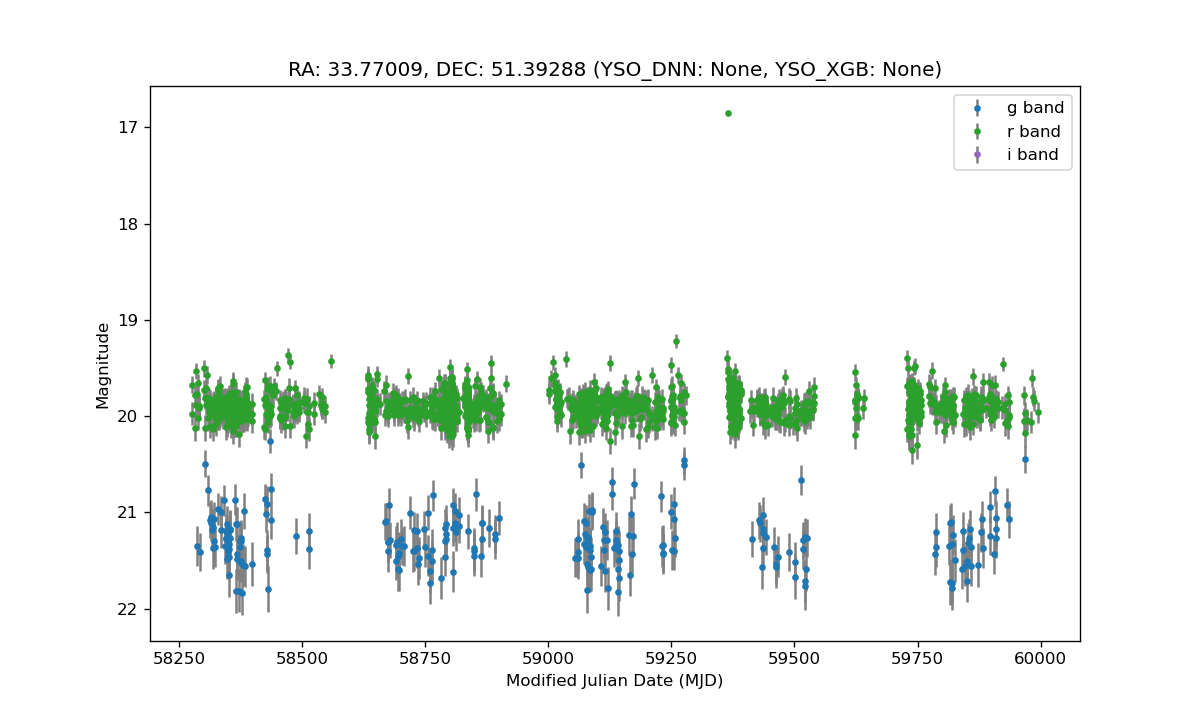 RA: 33.77009, DEC: 51.39288 (YSO_DNN: None, YSO_XGB: None)
g band
r band
i band
17
18
19
20
21
22
Magnitude
58250 58500 58750 59000 59250 59500 59750 60000
Modified Julian Date (MJD)